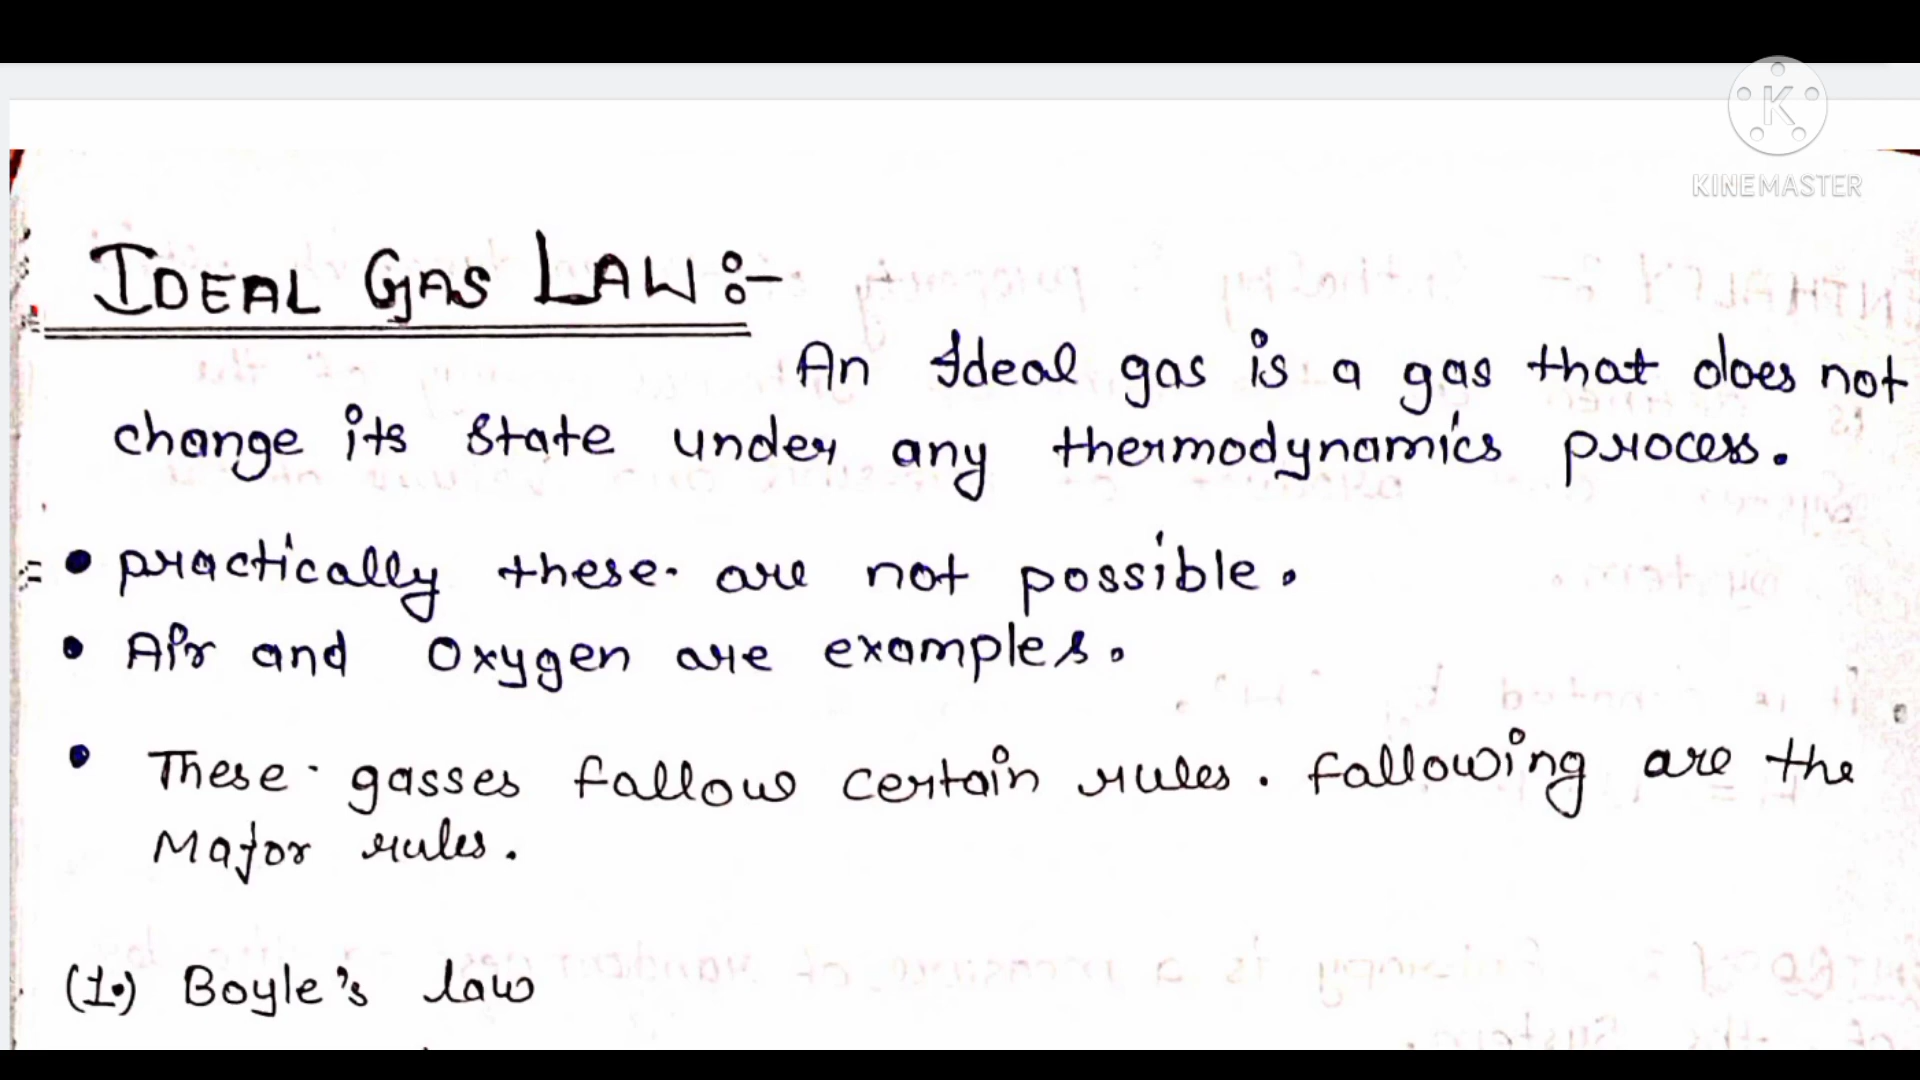 KINEMASTER
IDEAL GAS LAW :-
An Ideal gas is a gas that does not
change its state under any thermodynamics process.
• practically these are not possible.
• Air and Oxygen are examples.
• These gasses fallow certain rules. fallowing are the
Major rules.
(1.) Boyle's law